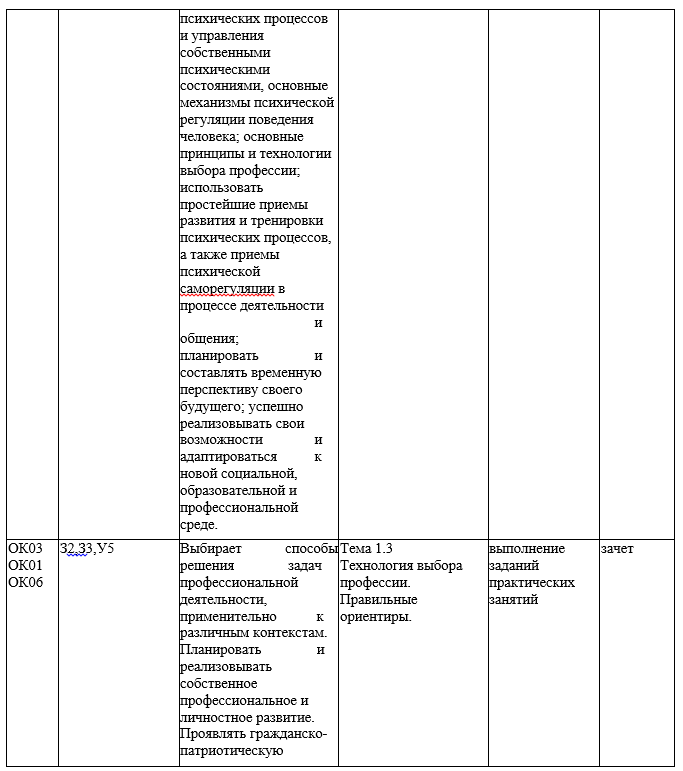 психических процессов
и управления
собственными
психическими
состояниями, основные
механизмы психической
регуляции поведения
человека; основные
принципы и технологии
выбора профессии;
использовать
простейшие приемы
развития и тренировки
психических процессов,
а также приемы
психической
саморегуляции в
процессе деятельности
и
общения;
планировать и
составлять временную
перспективу своего
будущего; успешно
реализовывать свои
возможности и
адаптироваться к
новой социальной,
образовательной и
профессиональной
среде.
ОК03
ОК01
ОК06
З2,З3,У5
Выбирает способы
решения задач
профессиональной
деятельности,
применительно к
различным контекстам.
Планировать и
реализовывать
собственное
профессиональное и
личностное развитие.
Проявлять гражданско-
патриотическую
Тема 1.3
Технология выбора
профессии.
Правильные
ориентиры.
выполнение
заданий
практических
занятий
зачет